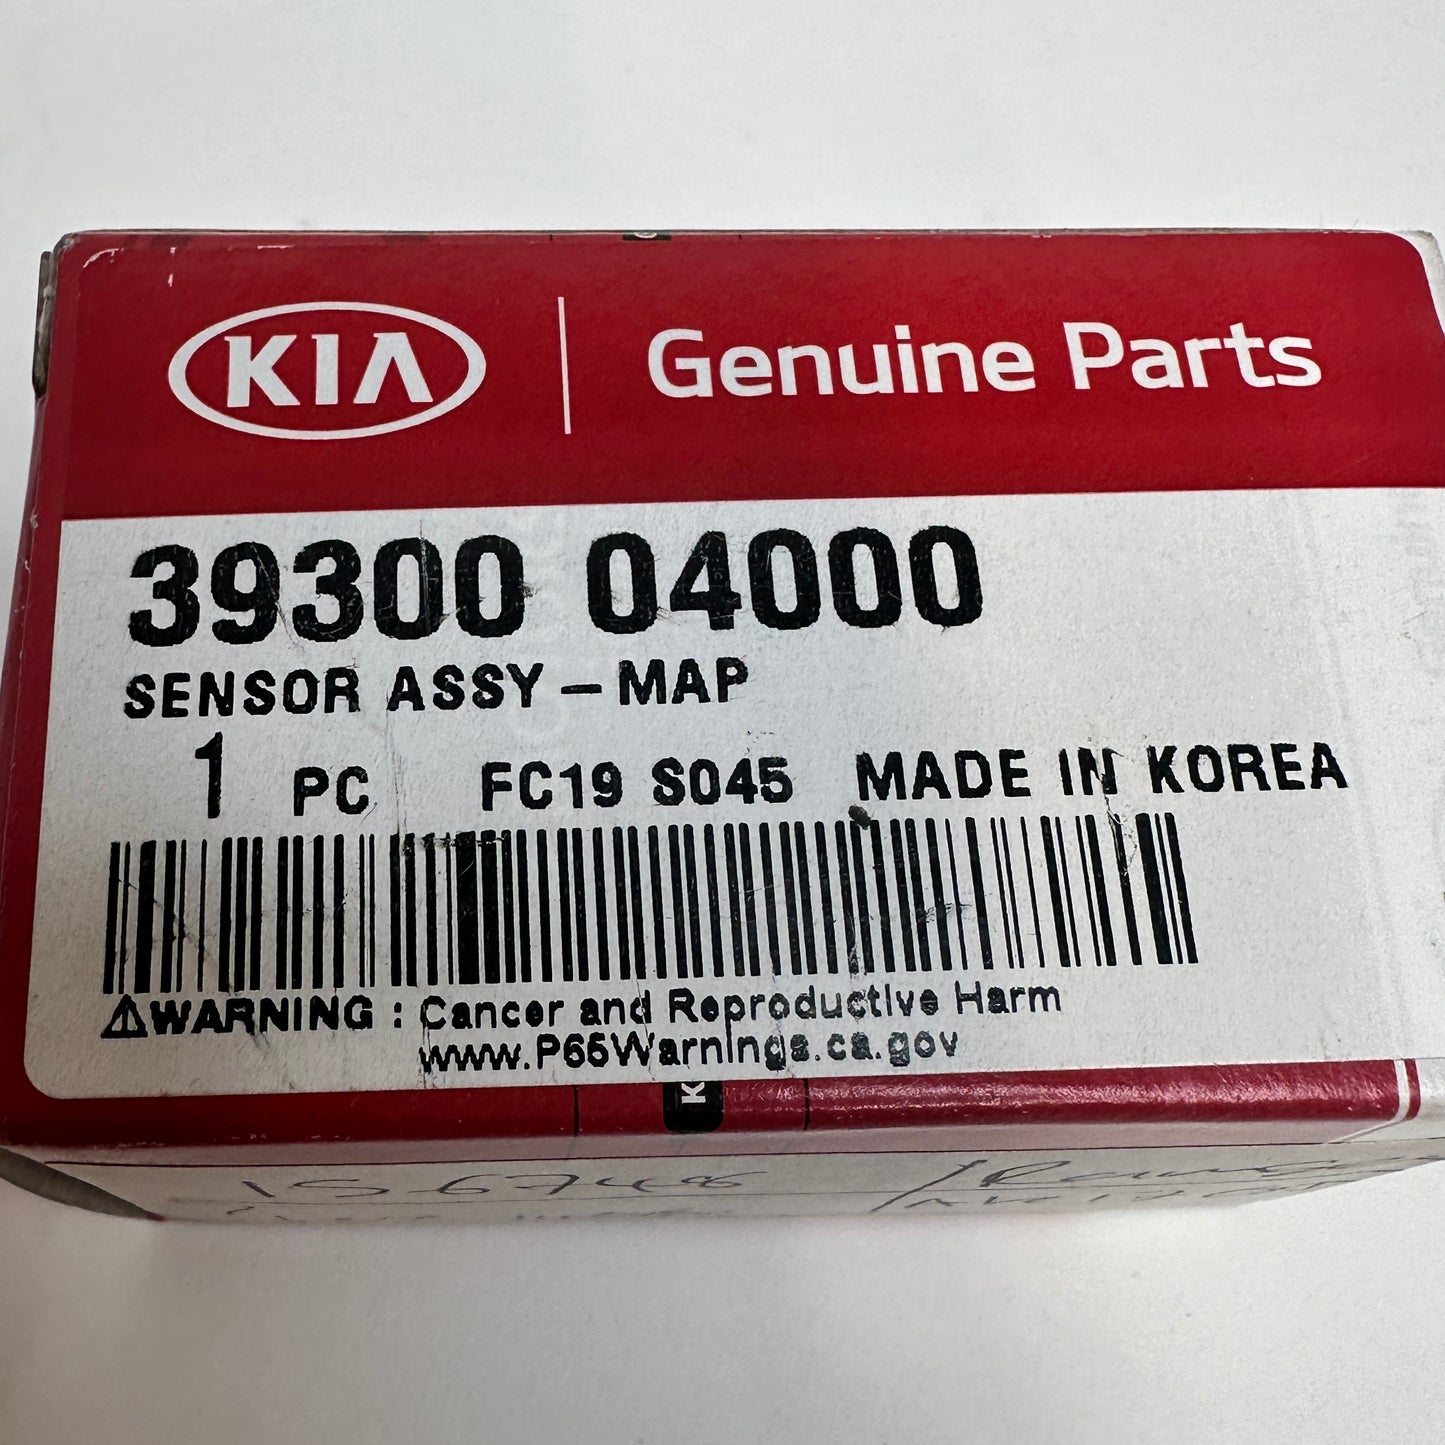 KIA Genuine Parts
39300 04000
SENSOR ASSY-MAP
1 PC FC19 S045 MADE IN KOREA
⚠WARNING : Cancer and Reproductive Harm
www.P65Warnings.ca.gov
K